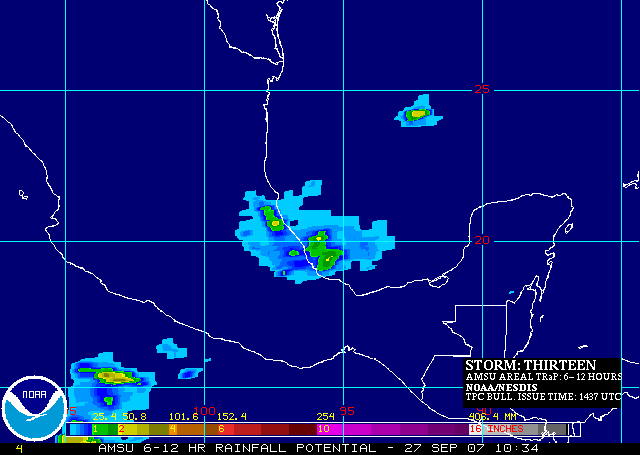 25
20
STORM: THIRTEEN
AMSU AREAL TRaP: 6-12 HOURS
NOAA/NESDIS
TPC BULL. ISSUE TIME: 1437 UTC
NOAA
100 95 90
25.4 50.8 101.6 152.4 254 406.4 MM
1 2 4 6 10 16 INCHES
4 AMSU 6-12 HR RAINFALL POTENTIAL - 27 SEP 07 10:34